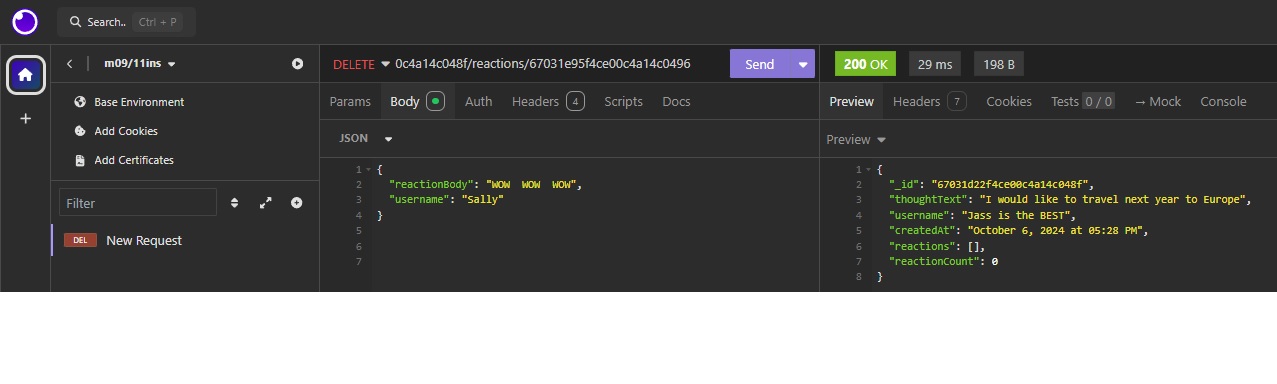 Search.. Ctrl + P
m09/11ins
Base Environment
Add Cookies
Add Certificates
Filter
DEL New Request
DELETE 0c4a14c048f/reactions/67031e95f4ce00c4a14c0496 Send
Params Body Auth Headers 4 Scripts Docs
JSON
1 {
2 "reactionBody": "WOW  WOW  WOW",
3 "username": "Sally"
4 }
5
6
7
200 OK 29 ms 198 B
Preview Headers 7 Cookies Tests 0 / 0 → Mock Console
Preview
1 {
2 "_id": "67031d22f4ce00c4a14c048f",
3 "thoughtText": "I would like to travel next year to Europe",
4 "username": "Jass is the BEST",
5 "createdAt": "October 6, 2024 at 05:28 PM",
6 "reactions": [],
7 "reactionCount": 0
8 }